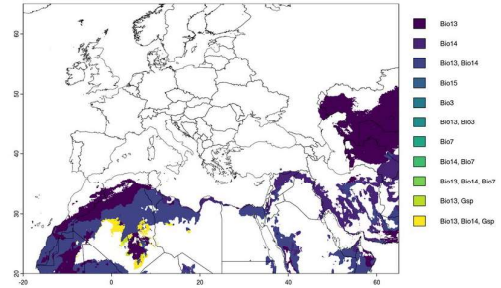 60
50
40
30
20
-20
0
20
40
60
Bio13
Bio14
Bio13, Bio14
Bio15
Bio3
Bio13, Bio3
Bio7
Bio14, Bio7
Bio13, Bio14, Bio7
Bio13, Gsp
Bio13, Bio14, Gsp